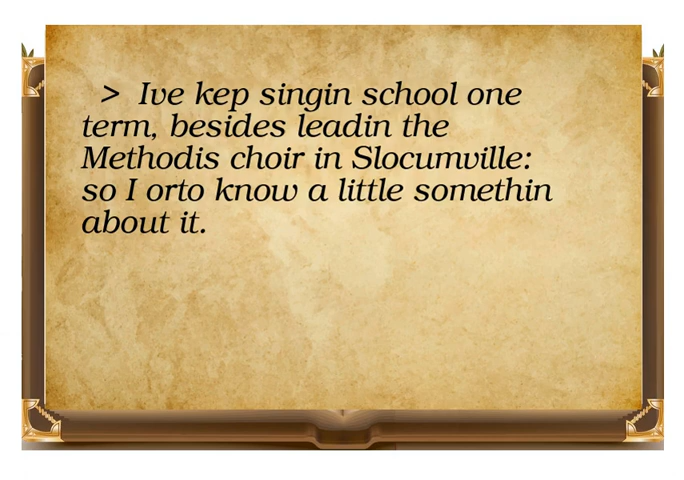 > Ive kep singin school one
term, besides leadin the
Methodis choir in Slocumville:
so I orto know a little somethin
about it.